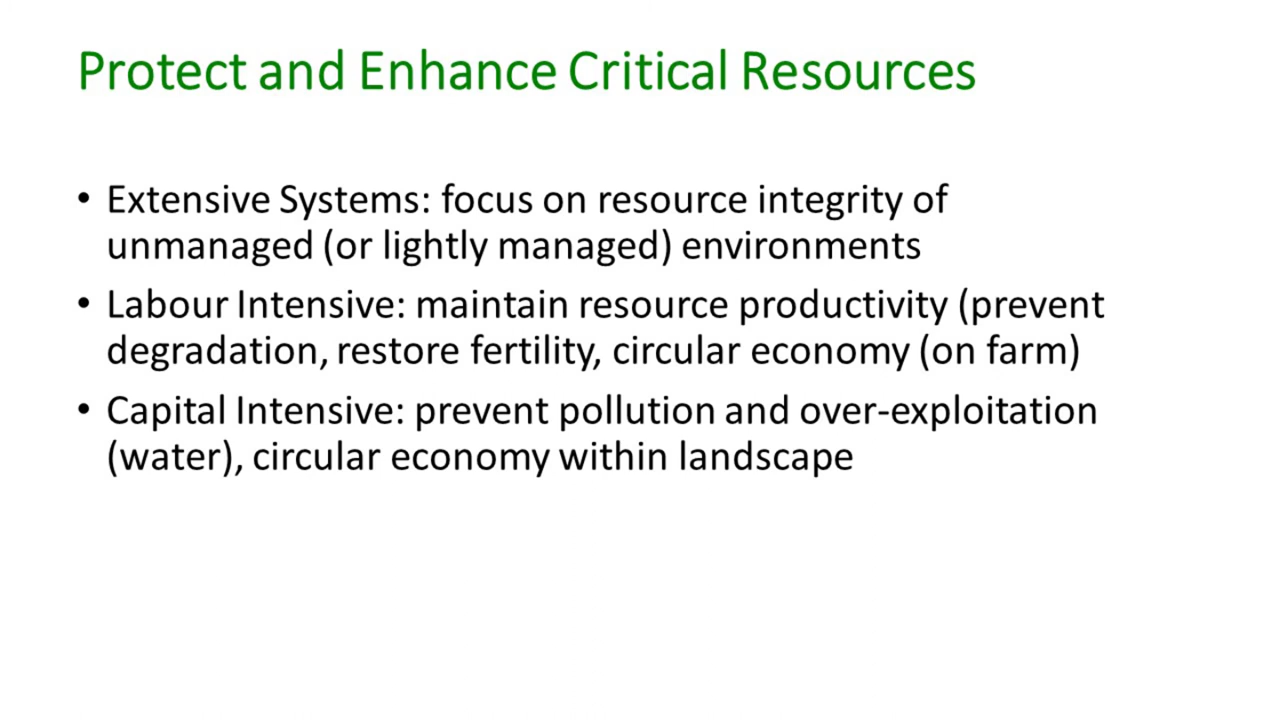 Protect and Enhance Critical Resources
• Extensive Systems: focus on resource integrity of
unmanaged (or lightly managed) environments
• Labour Intensive: maintain resource productivity (prevent
degradation, restore fertility, circular economy (on farm)
• Capital Intensive: prevent pollution and over-exploitation
(water), circular economy within landscape